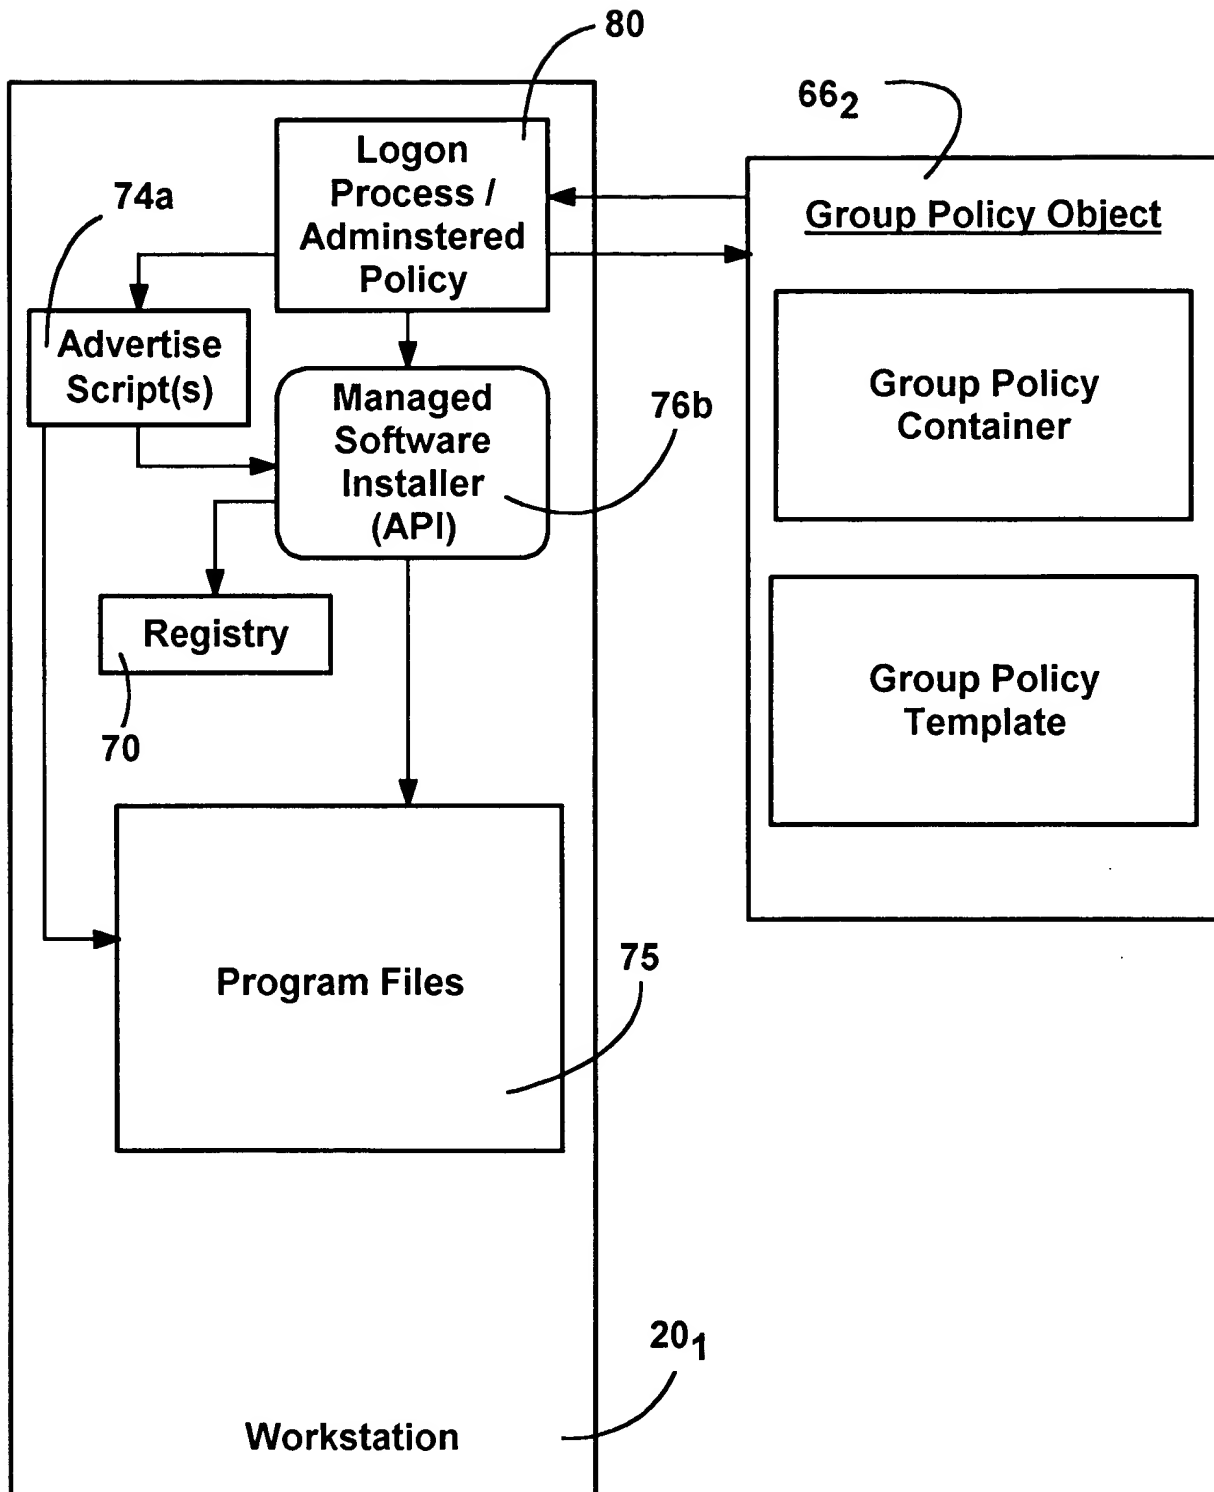 80
66₂
Logon
Process /
Adminstered
Policy
Group Policy Object
74a
Advertise
Script(s)
Managed
Software
Installer
(API)
76b
Group Policy
Container
Registry
70
Group Policy
Template
75
Program Files
20₁
Workstation